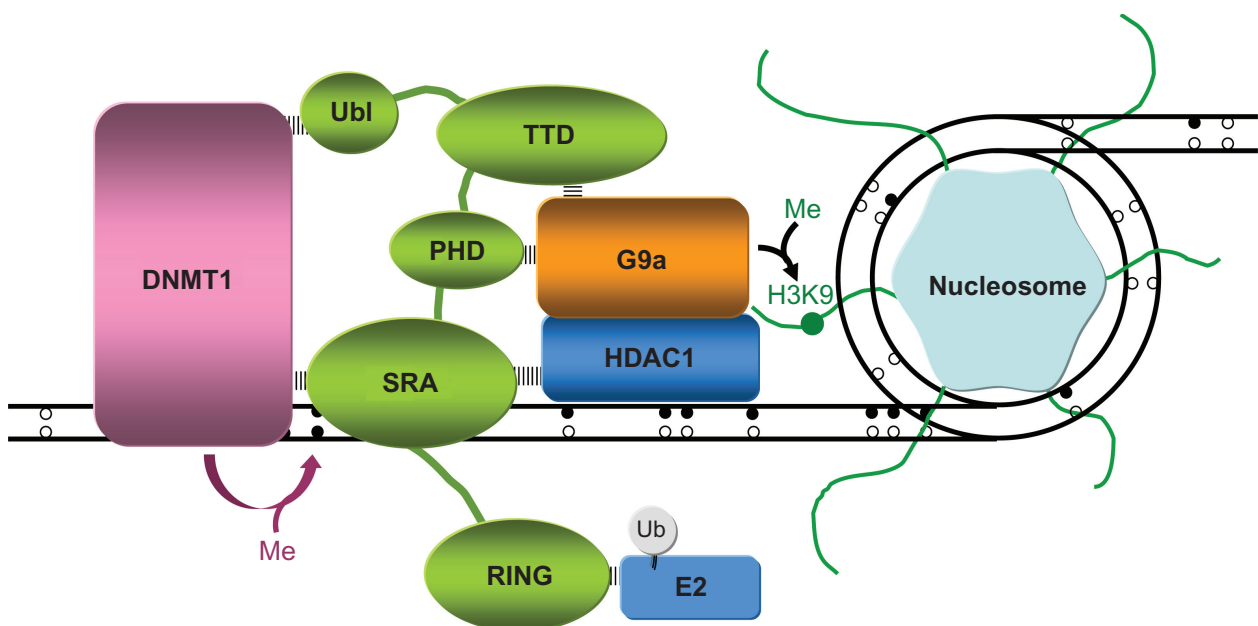 Ubl
TTD
Me
PHD
G9a
DNMT1
H3K9
Nucleosome
HDAC1
SRA
Me
Ub
RING
E2